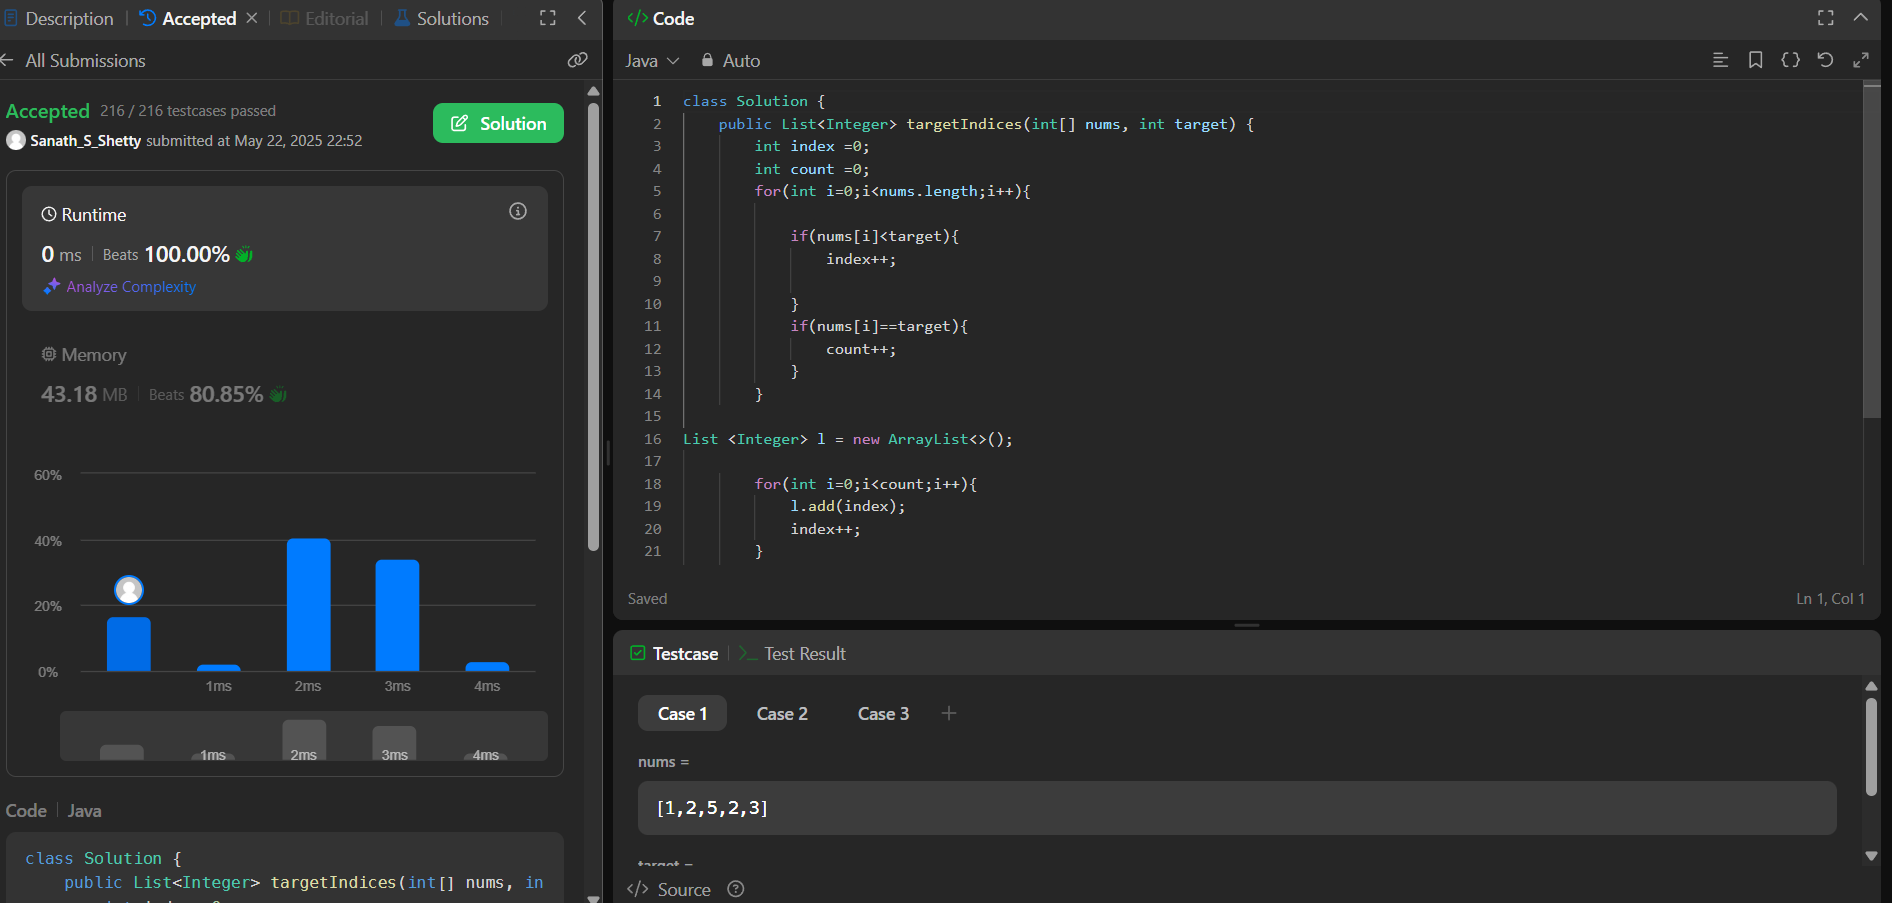 Description
Accepted
Editorial
Solutions
All Submissions
Accepted 216 / 216 testcases passed
Sanath_S_Shetty submitted at May 22, 2025 22:52
Solution
Runtime
0 ms Beats 100.00%
Analyze Complexity
Memory
43.18 MB Beats 80.85%
60%
40%
20%
0%
1ms 2ms 3ms 4ms
1ms 2ms 3ms 4ms
Code Java
class Solution {
public List<Integer> targetIndices(int[] nums, in
Code
Java Auto
1 class Solution {
2 public List<Integer> targetIndices(int[] nums, int target) {
3 int index =0;
4 int count =0;
5 for(int i=0;i<nums.length;i++){
6
7 if(nums[i]<target){
8 index++;
9
10 }
11 if(nums[i]==target){
12 count++;
13 }
14 }
15
16 List <Integer> l = new ArrayList<>();
17
18 for(int i=0;i<count;i++){
19 l.add(index);
20 index++;
21 }
Saved
Ln 1, Col 1
Testcase
Test Result
Case 1 Case 2 Case 3 +
nums =
[1,2,5,2,3]
target =
Source